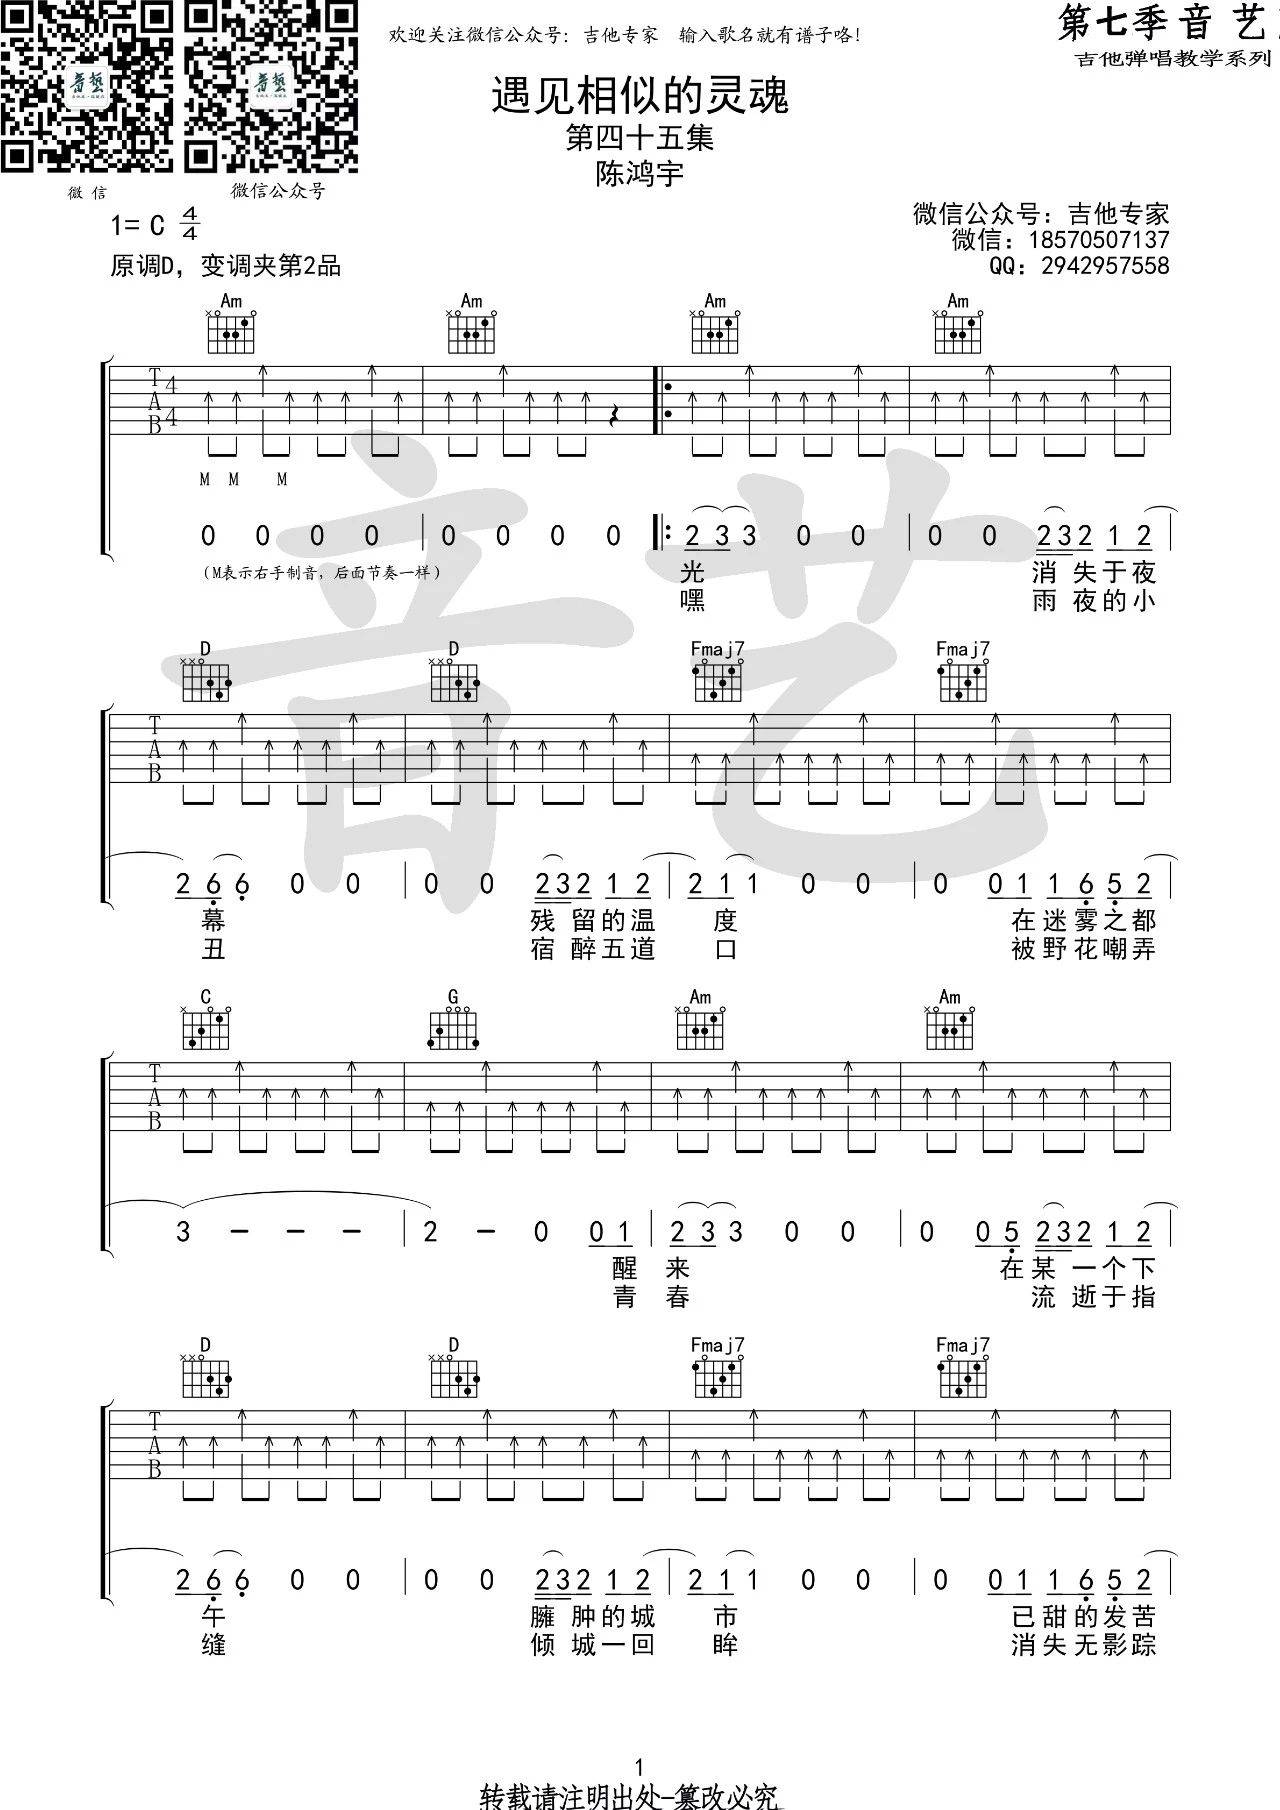 欢迎关注微信公众号：吉他专家 输入歌名就有谱子咯！
第七季音艺
吉他弹唱教学系列
遇见相似的灵魂
第四十五集
陈鸿宇
微 信
微信公众号
1= C 4/4
原调D，变调夹第2品
微信公众号：吉他专家
微信：18570507137
QQ：2942957558
Am Am Am Am
T A B 4 4
M M M
0 0 0 0 0 0 0 0 2 3 3 0 0 0 0 2 3 2 1 2
（M表示右手制音，后面节奏一样）
光 消 失于夜
嘿 雨 夜的小
D D Fmaj7 Fmaj7
T A B
2 6 6 0 0 0 0 2 3 2 1 2 2 1 1 0 0 0 0 1 1 6 5 2
幕 残 留的温 度 在迷雾之都
丑 宿 醉五道 口 被野花嘲弄
C G Am Am
T A B
3 - - - 2 - 0 0 1 2 3 3 0 0 0 0 5 2 3 2 1 2
醒 来 在某 一个下
青 春 流 逝于指
D D Fmaj7 Fmaj7
T A B
2 6 6 0 0 0 0 2 3 2 1 2 2 1 1 0 0 0 0 1 1 6 5 2
午 臃 肿的城 市 已甜的发苦
缝 倾 城一回 眸 消失无影踪
音艺
1
转载请注明出处-篡改必究